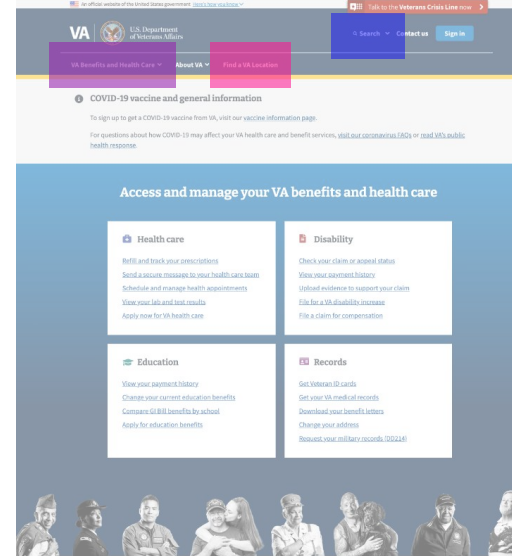 An official website of the United States government Here's how you know
Talk to the Veterans Crisis Line now
VA
U.S. Department
of Veterans Affairs
Search
Contact us
Sign in
VA Benefits and Health Care
About VA
Find a VA Location
COVID-19 vaccine and general information
To sign up to get a COVID-19 vaccine from VA, visit our vaccine information page.
For questions about how COVID-19 may affect your VA health care and benefit services, visit our coronavirus FAQs or read VA's public
health response.
Access and manage your VA benefits and health care
Health care
Refill and track your prescriptions
Send a secure message to your health care team
Schedule and manage health appointments
View your lab and test results
Apply now for VA health care
Disability
Check your claim or appeal status
View your payment history
Upload evidence to support your claim
File for a VA disability increase
File a claim for compensation
Education
View your payment history
Change your current education benefits
Compare GI Bill benefits by school
Apply for education benefits
Records
Get Veteran ID cards
Get your VA medical records
Download your benefit letters
Change your address
Request your military records (DD214)